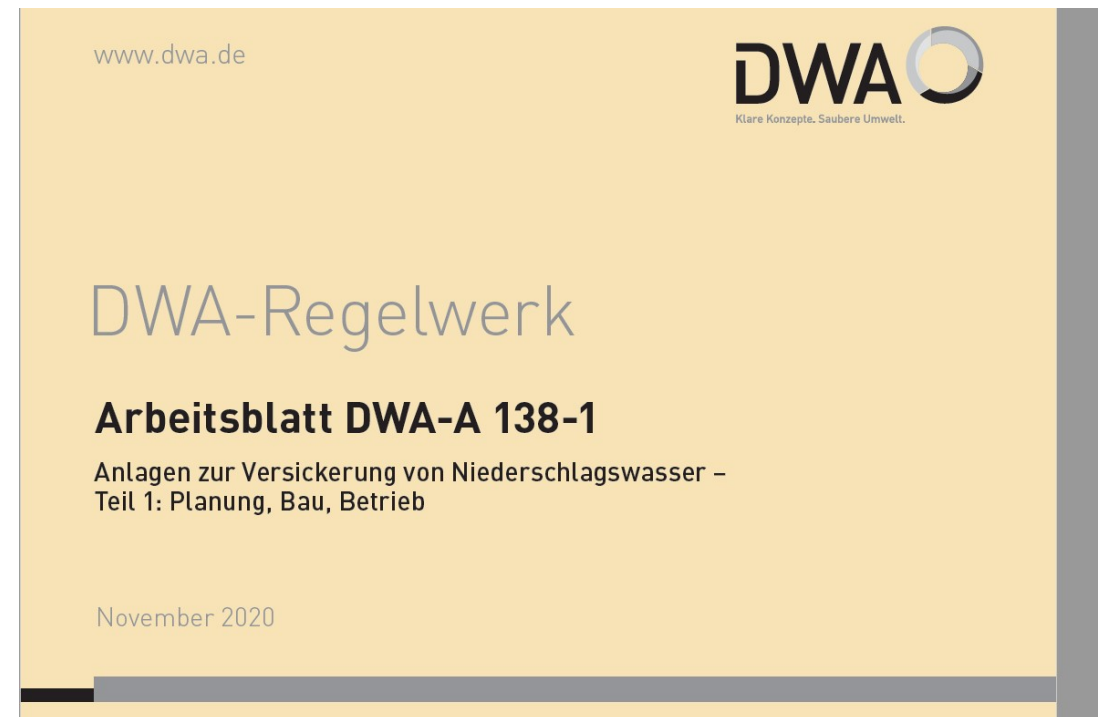 www.dwa.de
DWA
Klare Konzepte. Saubere Umwelt.
DWA-Regelwerk
Arbeitsblatt DWA-A 138-1
Anlagen zur Versickerung von Niederschlagswasser –
Teil 1: Planung, Bau, Betrieb
November 2020